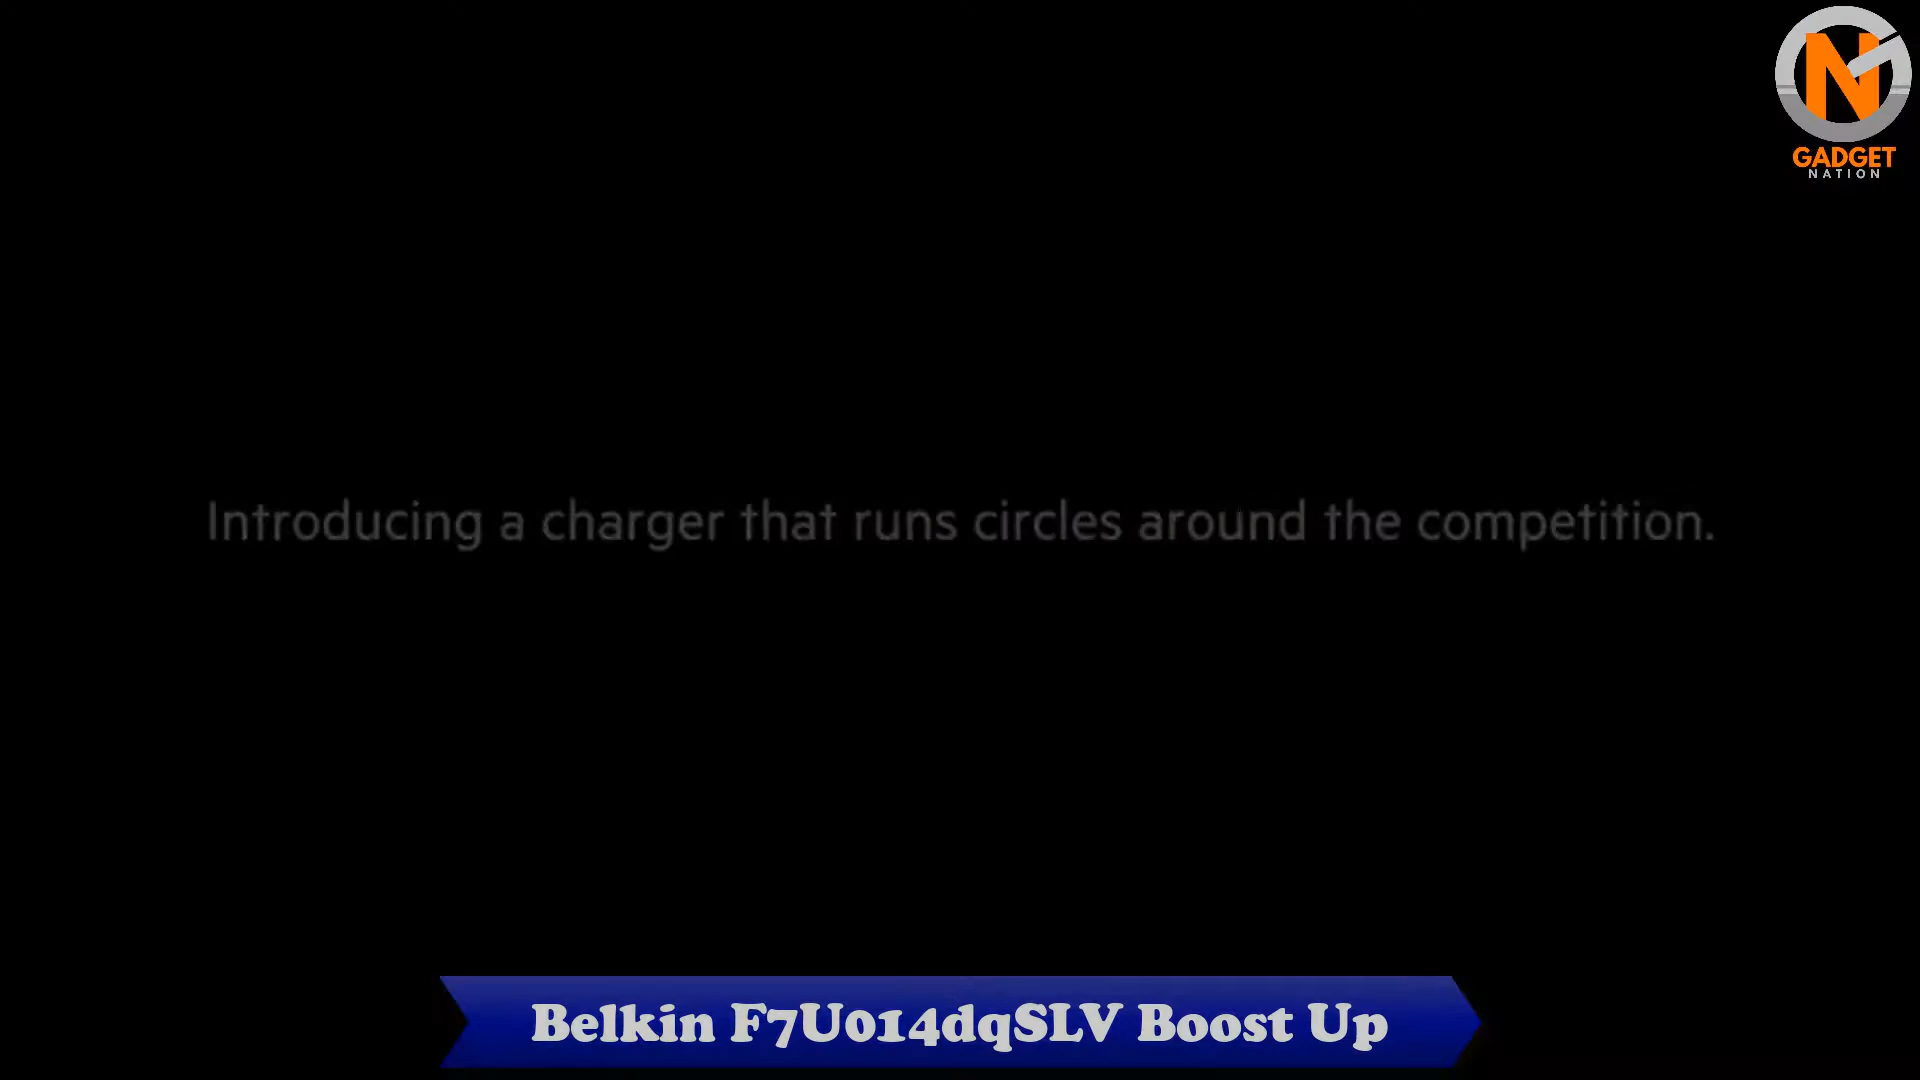 GADGET
NATION
Introducing a charger that runs circles around the competition.
Belkin F7U014dqSLV Boost Up